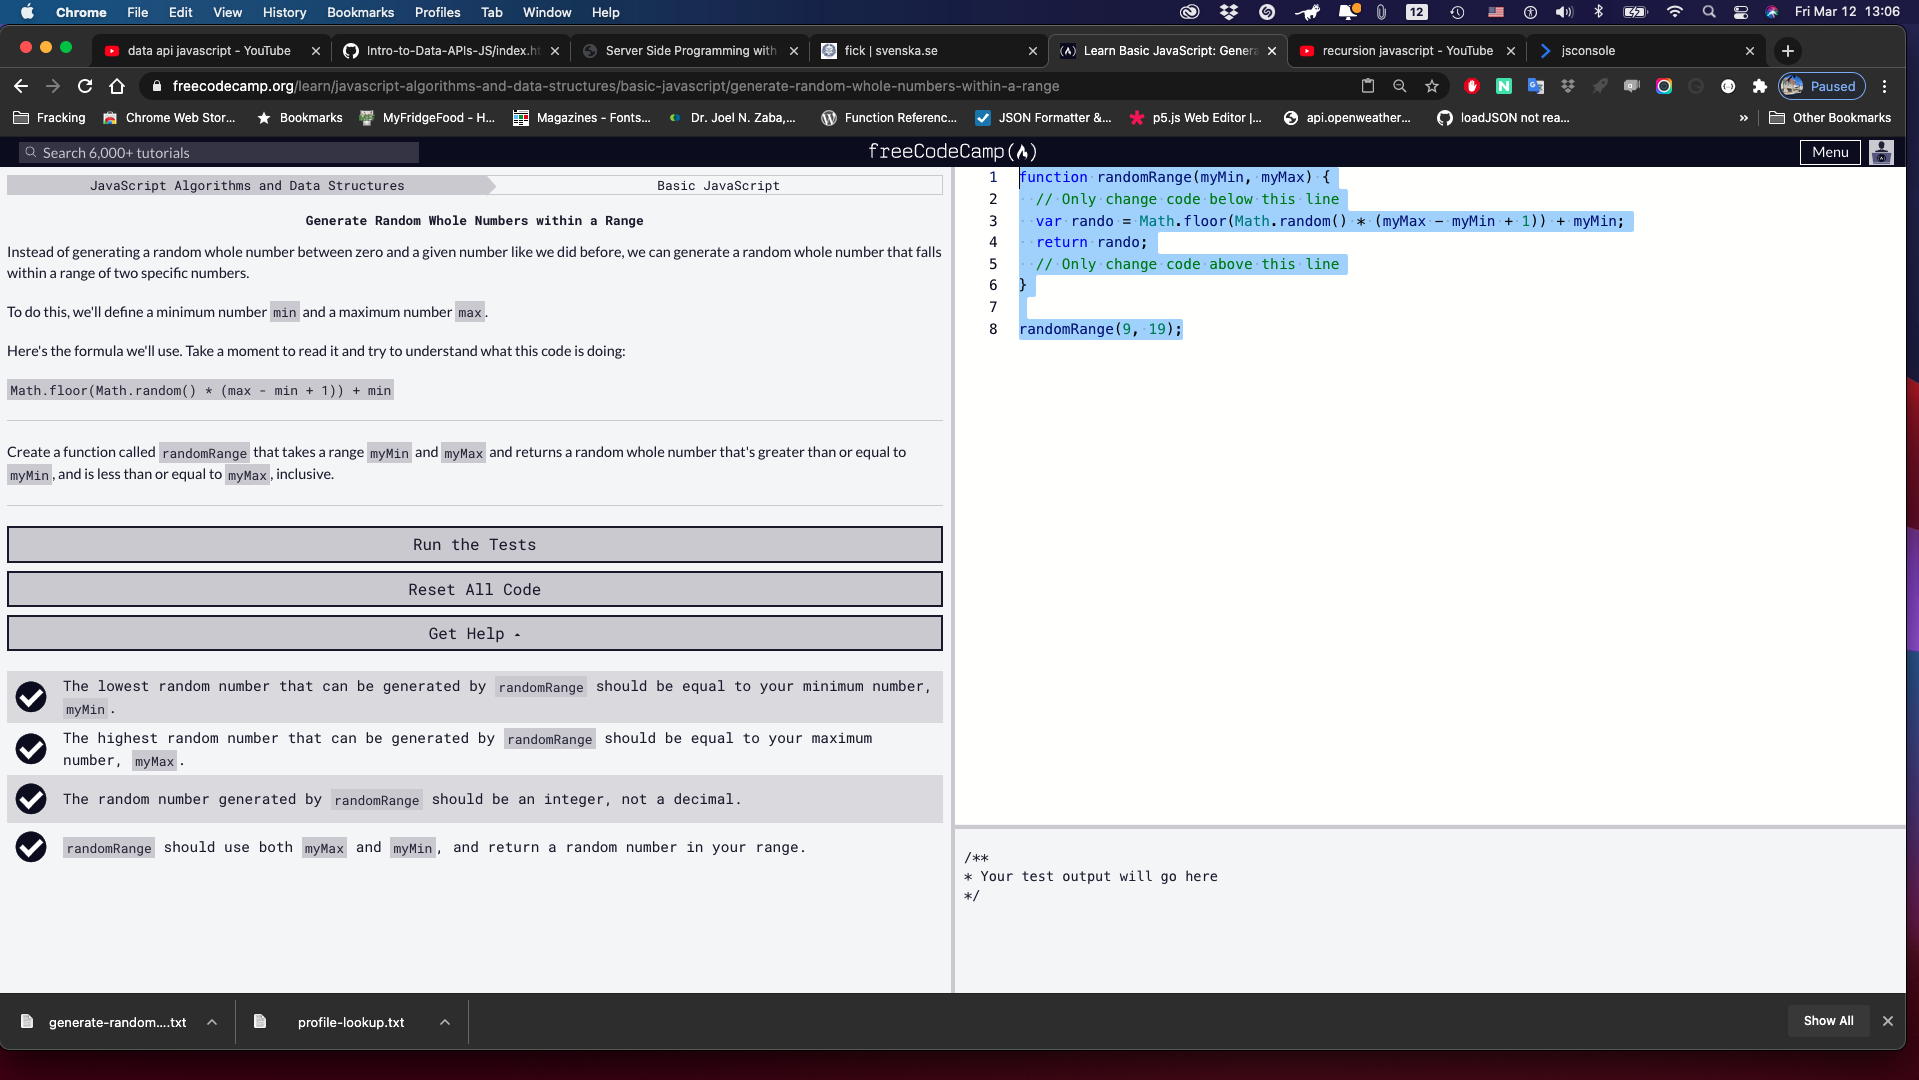 Chrome File Edit View History Bookmarks Profiles Tab Window Help 12 Fri Mar 12 13:06
data api javascript - YouTube Intro-to-Data-APIs-JS/index.ht Server Side Programming with fick | svenska.se Learn Basic JavaScript: Genera recursion javascript - YouTube jsconsole
freecodecamp.org/learn/javascript-algorithms-and-data-structures/basic-javascript/generate-random-whole-numbers-within-a-range Paused
Fracking Chrome Web Stor... Bookmarks MyFridgeFood - H... Magazines - Fonts... Dr. Joel N. Zaba,... Function Referenc... JSON Formatter &... p5.js Web Editor |... api.openweather... loadJSON not rea... » Other Bookmarks
Search 6,000+ tutorials freeCodeCamp Menu
JavaScript Algorithms and Data Structures Basic JavaScript
Generate Random Whole Numbers within a Range
Instead of generating a random whole number between zero and a given number like we did before, we can generate a random whole number that falls
within a range of two specific numbers.
To do this, we'll define a minimum number min and a maximum number max.
Here's the formula we'll use. Take a moment to read it and try to understand what this code is doing:
Math.floor(Math.random() * (max - min + 1)) + min
Create a function called randomRange that takes a range myMin and myMax and returns a random whole number that's greater than or equal to
myMin, and is less than or equal to myMax, inclusive.
Run the Tests
Reset All Code
Get Help
The lowest random number that can be generated by randomRange should be equal to your minimum number,
myMin.
The highest random number that can be generated by randomRange should be equal to your maximum
number, myMax.
The random number generated by randomRange should be an integer, not a decimal.
randomRange should use both myMax and myMin, and return a random number in your range.
1 function randomRange(myMin, myMax) {
2 // Only change code below this line
3 var rando = Math.floor(Math.random() * (myMax - myMin + 1)) + myMin;
4 return rando;
5 // Only change code above this line
6 }
7
8 randomRange(9, 19);
/**
* Your test output will go here
*/
generate-random....txt profile-lookup.txt Show All